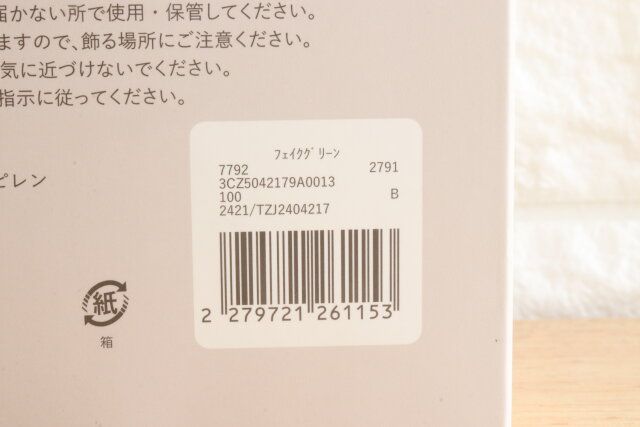 届かない所で使用・保管してください。
ますので、飾る場所にご注意ください。
気に近づけないでください。
指示に従ってください。
ピレン
フェイクグリーン
7792 2791
3CZ5042179A0013
100 B
2421/TZJ2404217
2 279721 261153
紙
箱